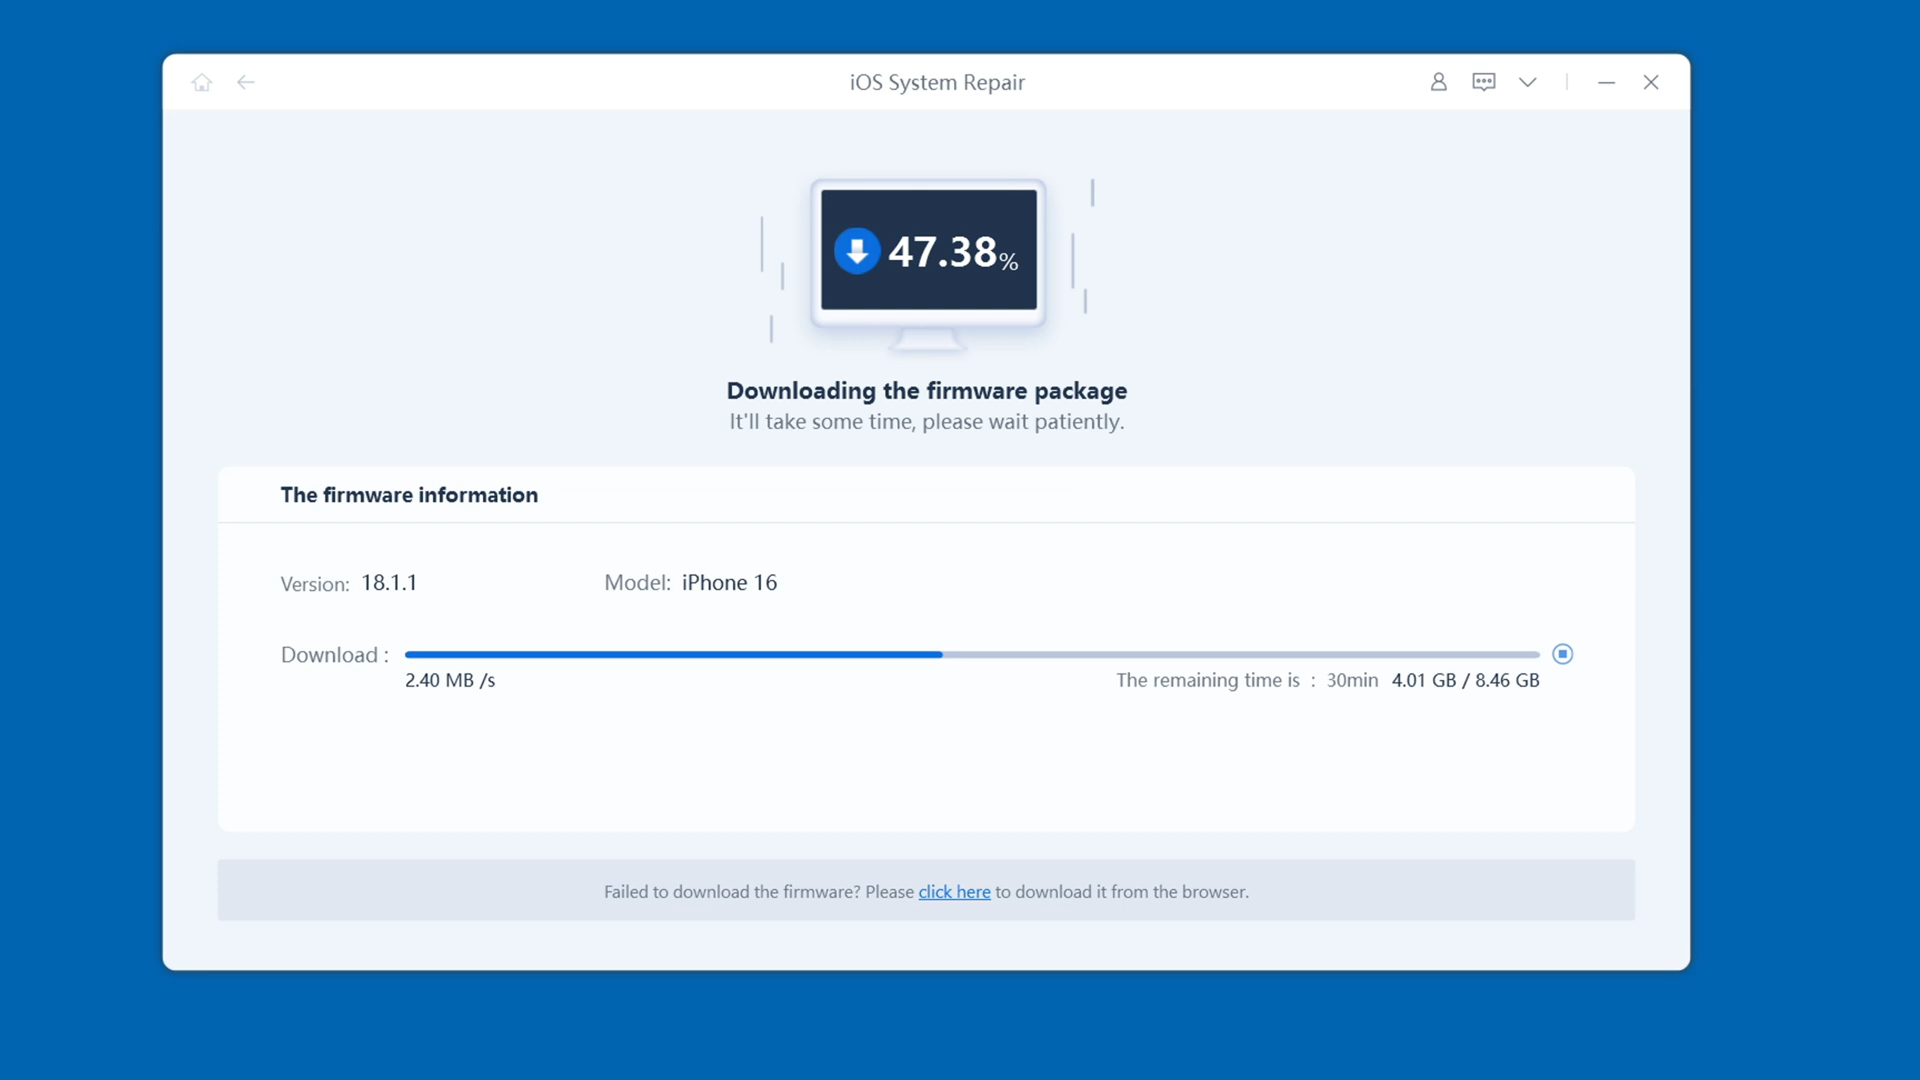 iOS System Repair
47.38%
Downloading the firmware package
It'll take some time, please wait patiently.
The firmware information
Version: 18.1.1 Model: iPhone 16
Download :
2.40 MB /s The remaining time is : 30min 4.01 GB / 8.46 GB
Failed to download the firmware? Please click here to download it from the browser.